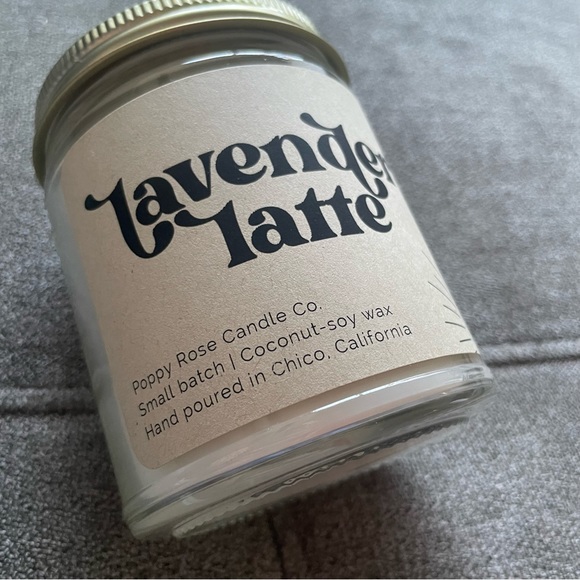 lavender
latte
Poppy Rose Candle Co.
Small batch | Coconut-soy wax
Hand poured in Chico, California